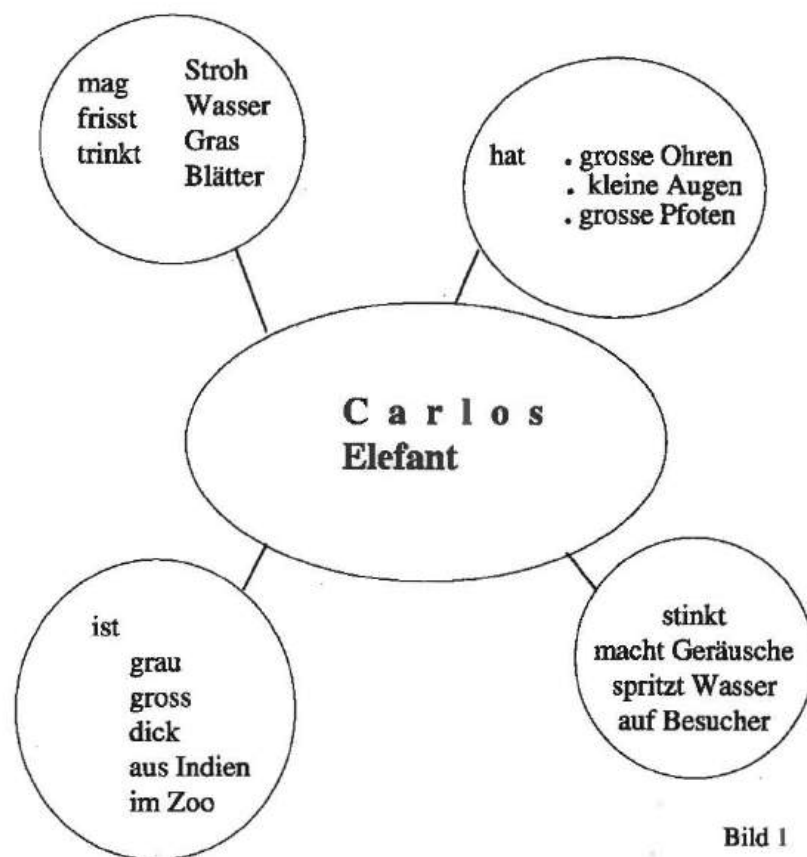 mag
frisst
trinkt
Stroh
Wasser
Gras
Blätter
hat . grosse Ohren
. kleine Augen
. grosse Pfoten
C a r l o s
Elefant
ist
grau
gross
dick
aus Indien
im Zoo
stinkt
macht Geräusche
spritzt Wasser
auf Besucher
Bild 1